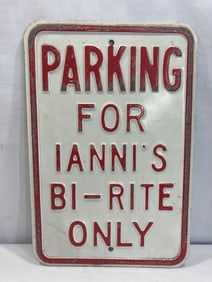 PARKING
FOR
IANNI'S
BI-RITE
ONLY